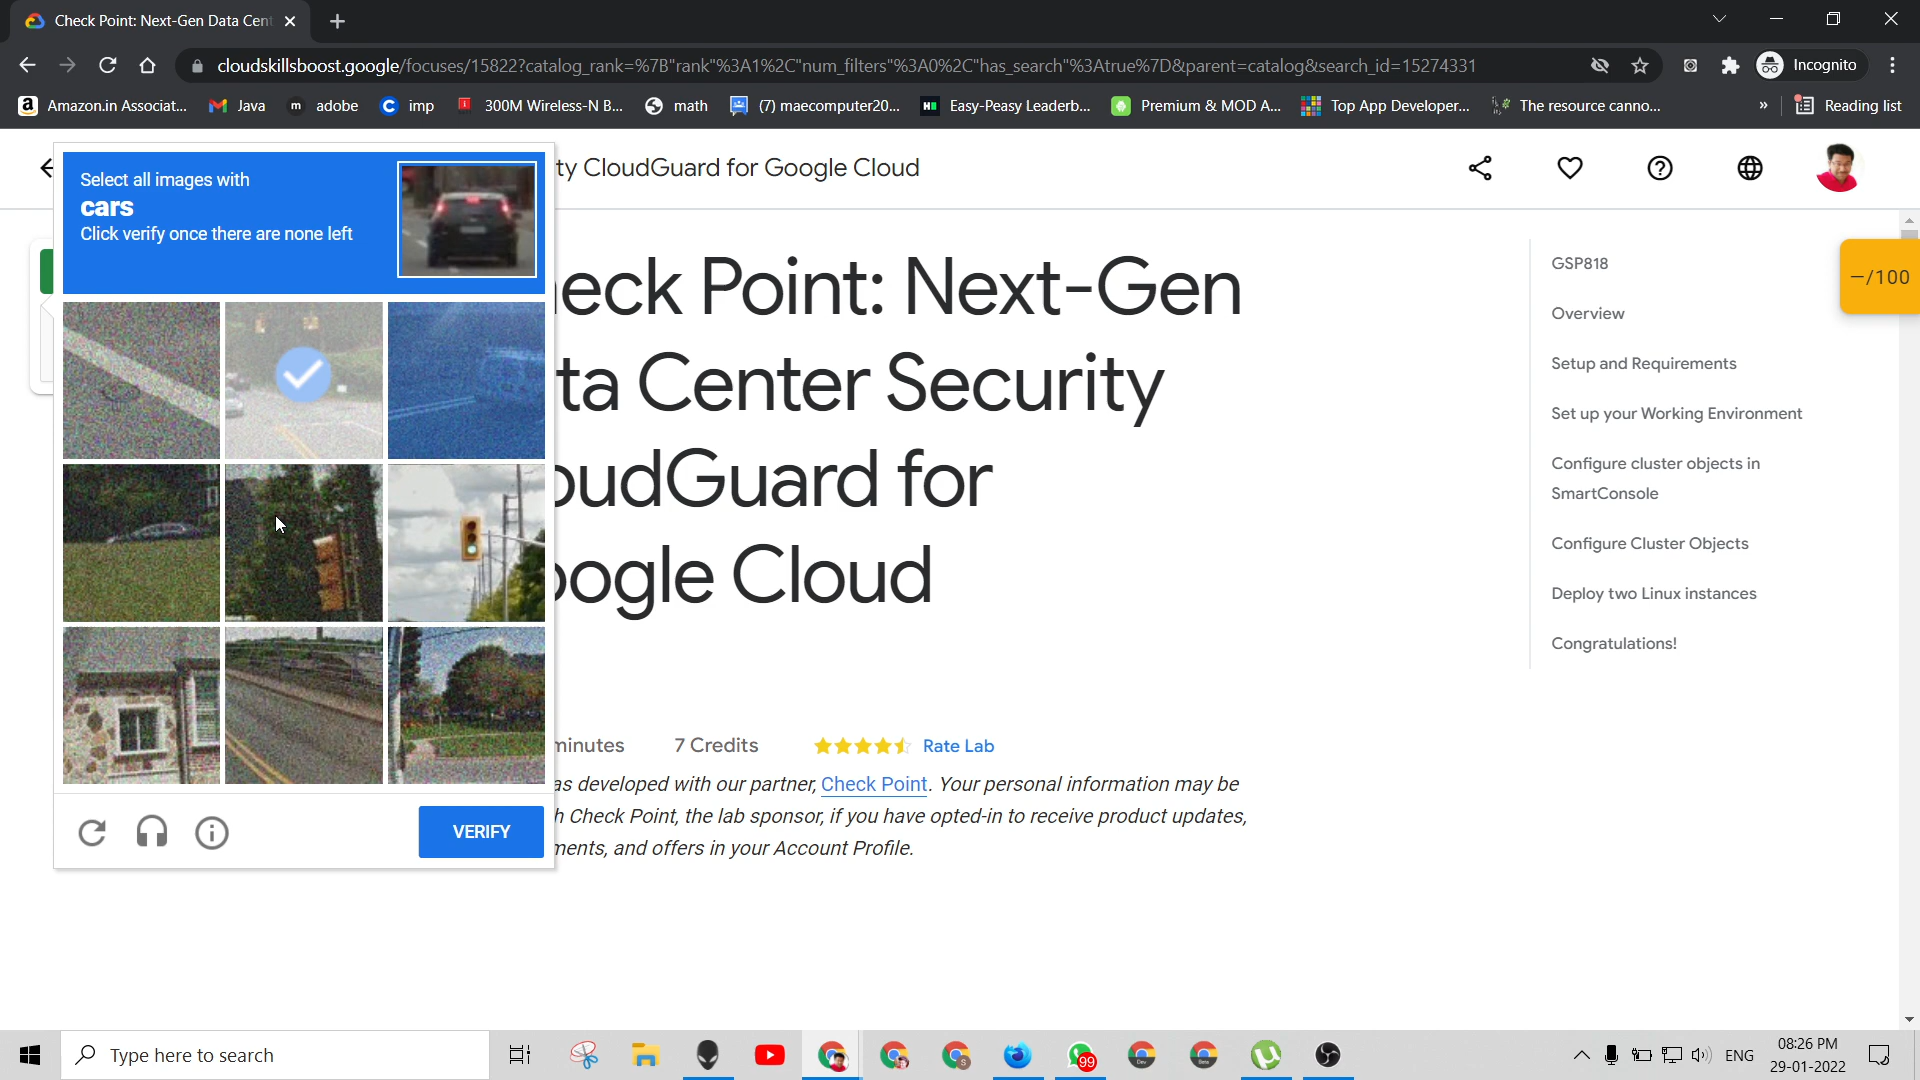 Check Point: Next-Gen Data Cent
cloudskillsboost.google/focuses/15822?catalog_rank=%7B"rank"%3A1%2C"num_filters"%3A0%2C"has_search"%3Atrue%7D&parent=catalog&search_id=15274331
Incognito
Amazon.in Associat...
Java
adobe
imp
300M Wireless-N B...
math
(7) maecomputer20...
Easy-Peasy Leaderb...
Premium & MOD A...
Top App Developer...
The resource canno...
»
Reading list
ty CloudGuard for Google Cloud
Select all images with
cars
Click verify once there are none left
eck Point: Next-Gen
ta Center Security
oudGuard for
oogle Cloud
minutes
7 Credits
Rate Lab
as developed with our partner, Check Point. Your personal information may be
h Check Point, the lab sponsor, if you have opted-in to receive product updates,
ments, and offers in your Account Profile.
VERIFY
GSP818
Overview
Setup and Requirements
Set up your Working Environment
Configure cluster objects in
SmartConsole
Configure Cluster Objects
Deploy two Linux instances
Congratulations!
–/100
Type here to search
99
Dev
Beta
ENG
08:26 PM
29-01-2022